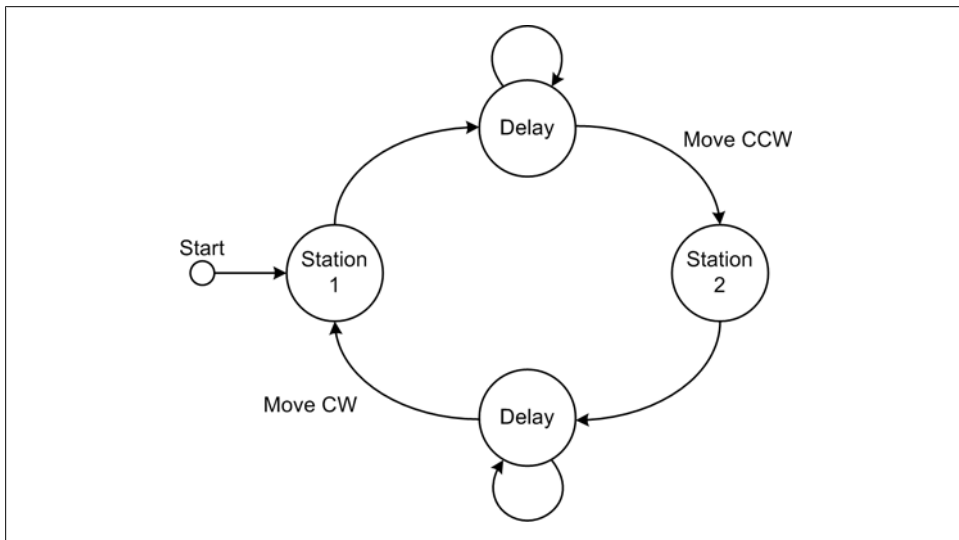 Delay
Move CCW
Start
Station
1
Station
2
Move CW
Delay